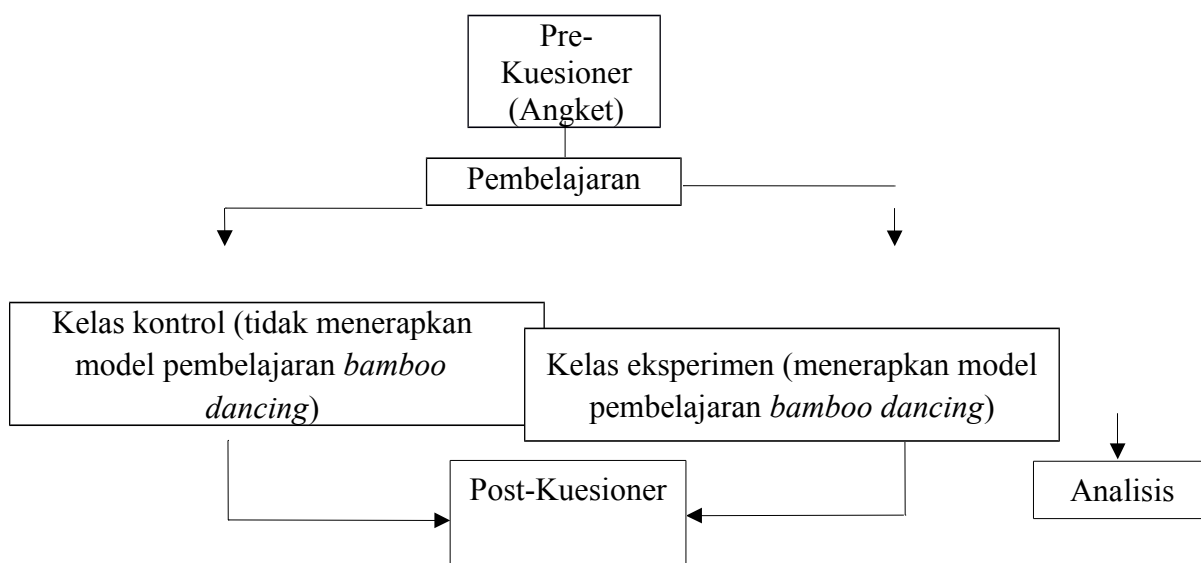 Pre-
Kuesioner
(Angket)
Pembelajaran
Kelas kontrol (tidak menerapkan
model pembelajaran bamboo
dancing)
Kelas eksperimen (menerapkan model
pembelajaran bamboo dancing)
Post-Kuesioner
Analisis